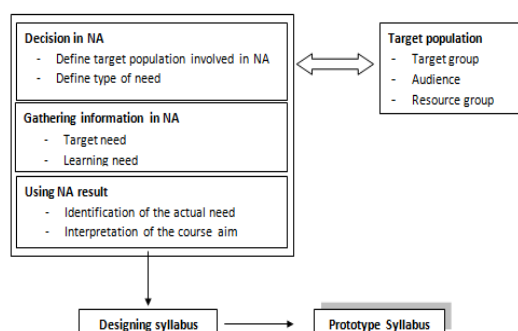 Decision in NA
- Define target population involved in NA
- Define type of need
Gathering information in NA
- Target need
- Learning need
Using NA result
- Identification of the actual need
- Interpretation of the course aim
Target population
- Target group
- Audience
- Resource group
Designing syllabus
Prototype Syllabus